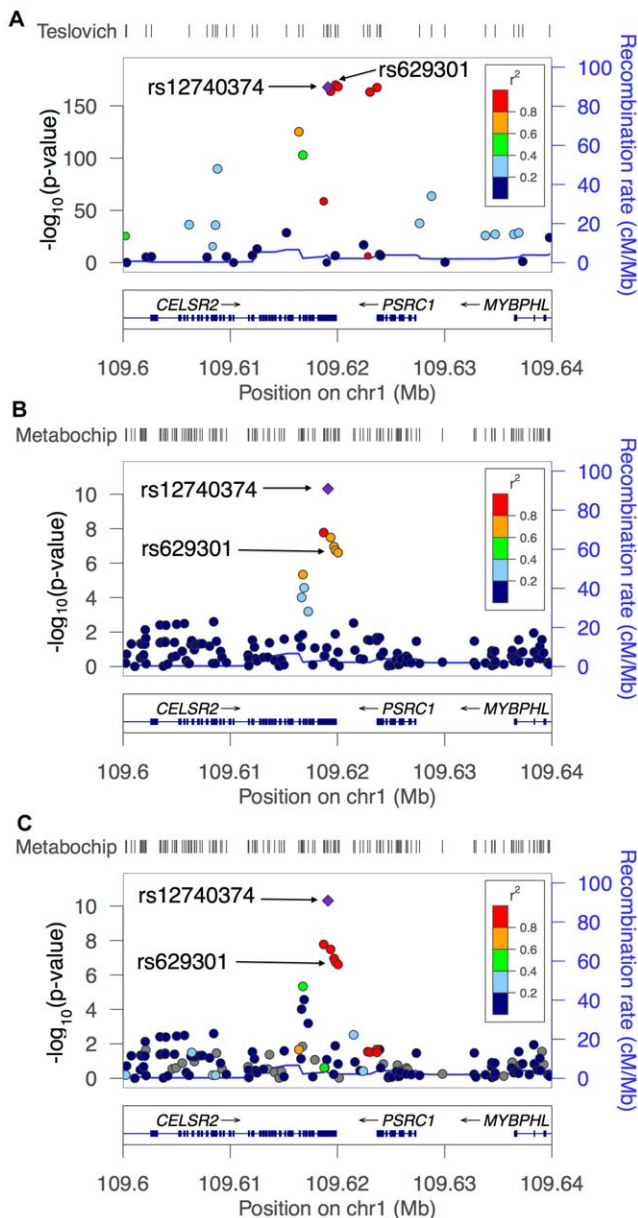 A
Teslovich
rs629301
rs12740374
r²
0.8
0.6
0.4
0.2
-log10(p-value)
0
50
100
150
Recombination rate (cM/Mb)
0
20
40
60
80
100
CELSR2 → ← PSRC1 ← MYBPHL
109.6 109.61 109.62 109.63 109.64
Position on chr1 (Mb)
B
Metabochip
rs12740374
rs629301
r²
0.8
0.6
0.4
0.2
-log10(p-value)
0
2
4
6
8
10
Recombination rate (cM/Mb)
0
20
40
60
80
100
CELSR2 → ← PSRC1 ← MYBPHL
109.6 109.61 109.62 109.63 109.64
Position on chr1 (Mb)
C
Metabochip
rs12740374
rs629301
r²
0.8
0.6
0.4
0.2
-log10(p-value)
0
2
4
6
8
10
Recombination rate (cM/Mb)
0
20
40
60
80
100
CELSR2 → ← PSRC1 ← MYBPHL
109.6 109.61 109.62 109.63 109.64
Position on chr1 (Mb)